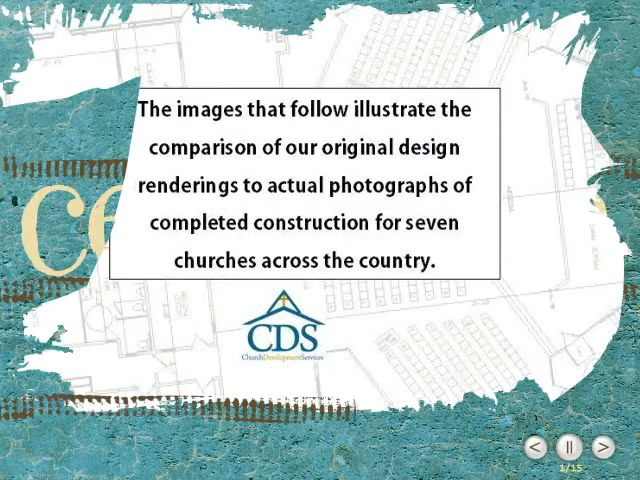 The images that follow illustrate the
comparison of our original design
renderings to actual photographs of
completed construction for seven
churches across the country.
ce
CDS
ChurchDevelopmentServices
1/15